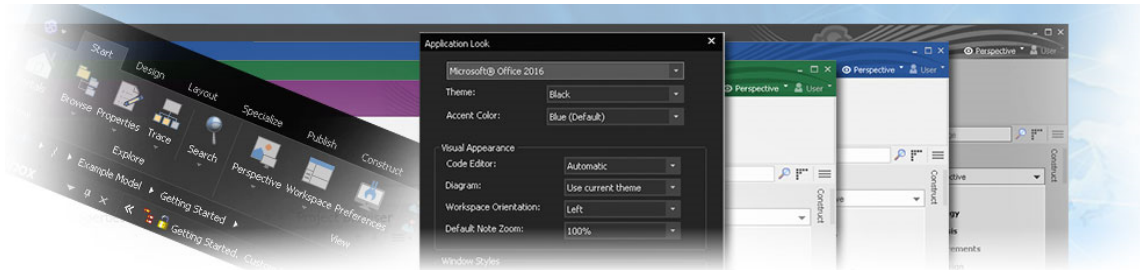 Start Design Layout Specialize Publish Construct
Browse Properties Trace Search Perspective Workspace Preferences
Explore View
Example Model Getting Started
Getting Started,
Application Look
Microsoft® Office 2016
Theme: Black
Accent Color: Blue (Default)
Visual Appearance
Code Editor: Automatic
Diagram: Use current theme
Workspace Orientation: Left
Default Note Zoom: 100%
Window Styles
Perspective User
Construct
Perspective User
Construct
Perspective User
Construct